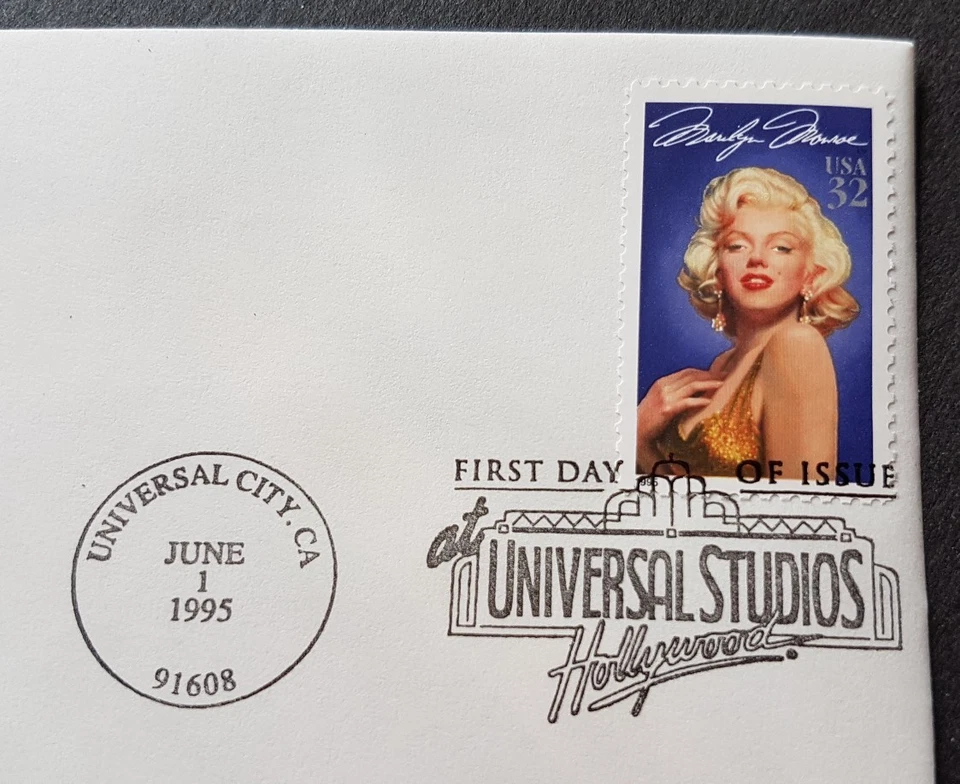 Marilyn Monroe
USA
32
1995
FIRST DAY OF ISSUE
at
UNIVERSAL STUDIOS
Hollywood
UNIVERSAL CITY, CA
JUNE
1
1995
91608